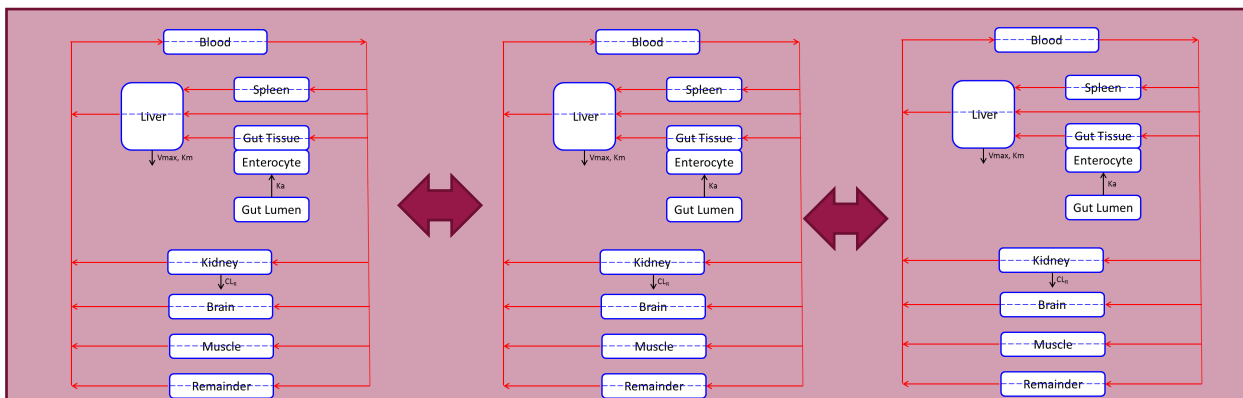 Blood
Spleen
Liver
Gut Tissue
Vmax, Km
Enterocyte
Ka
Gut Lumen
Kidney
CLR
Brain
Muscle
Remainder
Blood
Spleen
Liver
Gut Tissue
Vmax, Km
Enterocyte
Ka
Gut Lumen
Kidney
CLR
Brain
Muscle
Remainder
Blood
Spleen
Liver
Gut Tissue
Vmax, Km
Enterocyte
Ka
Gut Lumen
Kidney
CLR
Brain
Muscle
Remainder